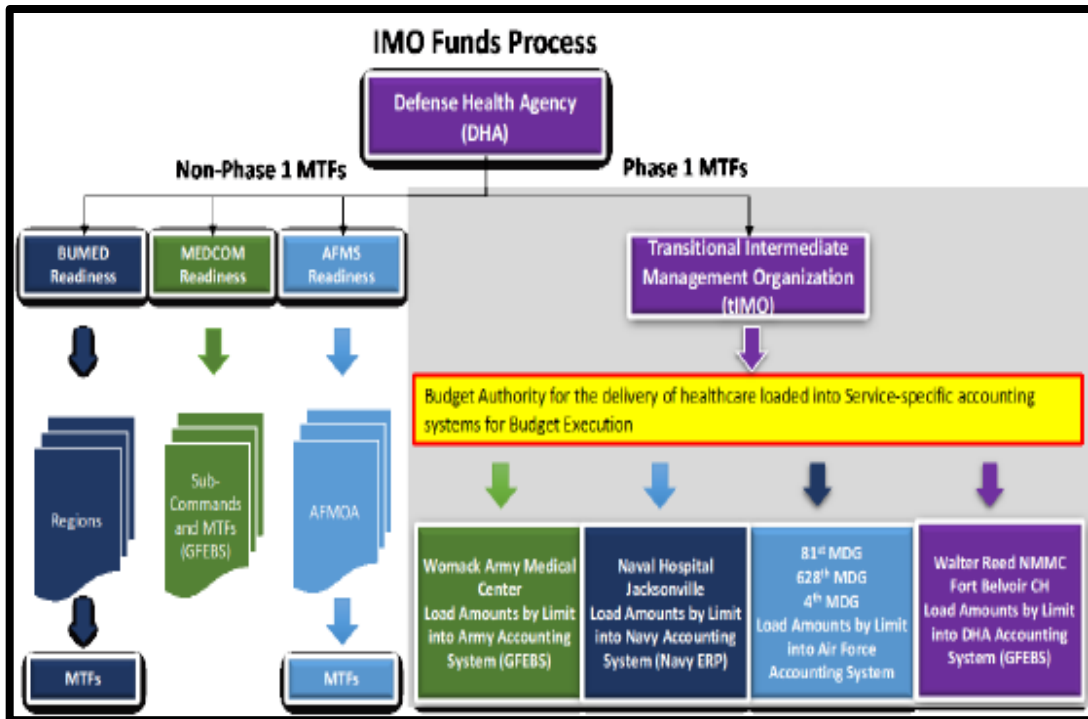 IMO Funds Process
Defense Health Agency
(DHA)
Non-Phase 1 MTFs
Phase 1 MTFs
BUMED
Readiness
MEDCOM
Readiness
AFMS
Readiness
Transitional Intermediate
Management Organization
(tIMO)
Budget Authority for the delivery of healthcare loaded into Service-specific accounting
systems for Budget Execution
Regions
Sub-
Commands
and MTFs
(GFEBS)
AFMOA
MTFs
MTFs
Womack Army Medical
Center
Load Amounts by Limit
into Army Accounting
System (GFEBS)
Naval Hospital
Jacksonville
Load Amounts by Limit
into Navy Accounting
System (Navy ERP)
81st MDG
628th MDG
4th MDG
Load Amounts by Limit
into Air Force
Accounting System
Walter Reed NMMC
Fort Belvoir CH
Load Amounts by Limit
into DHA Accounting
System (GFEBS)